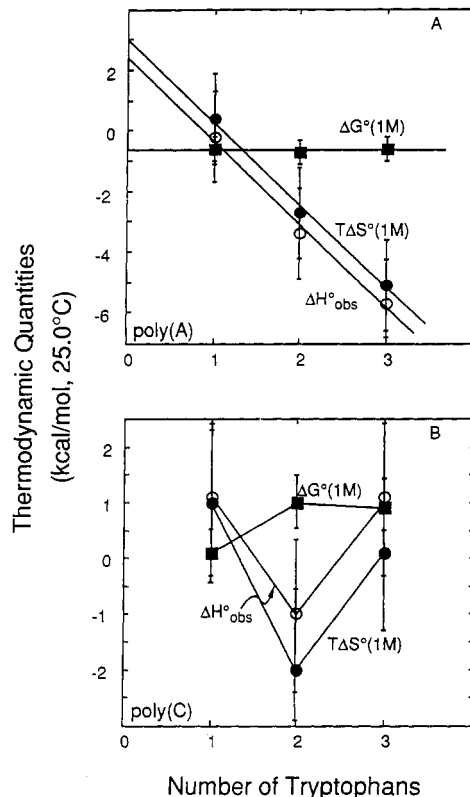 A
2
0
-2
-4
-6
ΔG°(1M)
TΔS°(1M)
ΔH°obs
poly(A)
0 1 2 3
Thermodynamic Quantities
(kcal/mol, 25.0°C)
B
2
1
0
-1
-2
ΔG°(1M)
ΔH°obs
TΔS°(1M)
poly(C)
0 1 2 3
Number of Tryptophans